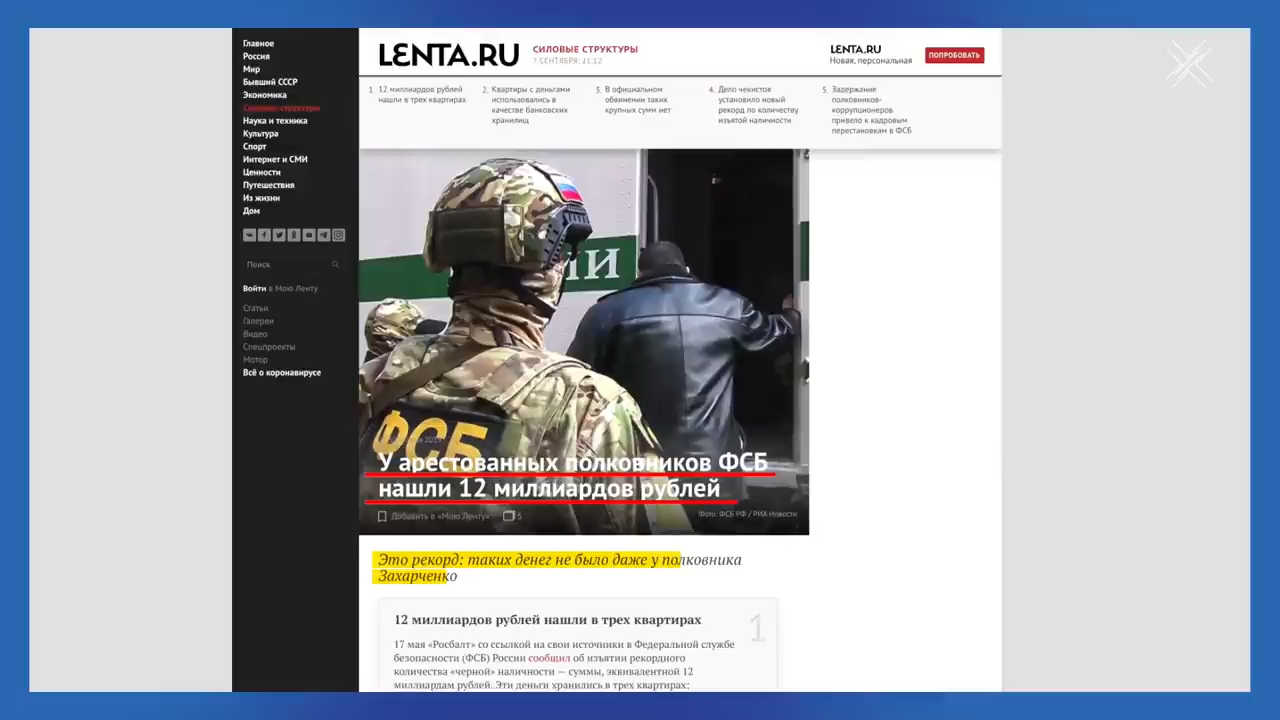 Главное
Россия
Мир
Бывший СССР
Экономика
Силовые структуры
Наука и техника
Культура
Спорт
Интернет и СМИ
Ценности
Путешествия
Из жизни
Дом
Поиск
Войти в Мою Ленту
Статьи
Галереи
Видео
Спецпроекты
Мотор
Всё о коронавирусе
LENTA.RU
СИЛОВЫЕ СТРУКТУРЫ
7 СЕНТЯБРЯ, 21:12
LENTA.RU
Новая, персональная
ПОПРОБОВАТЬ
1. 12 миллиардов рублей
нашли в трех квартирах
2. Квартиры с деньгами
использовались в
качестве банковских
хранилищ
3. В официальном
обвинении таких
крупных сумм нет
4. Дело чекистов
установило новый
рекорд по количеству
изъятой наличности
5. Задержание
полковников-
коррупционеров
привело к кадровым
перестановкам в ФСБ
ФСБ
У арестованных полковников ФСБ
нашли 12 миллиардов рублей
Добавить в «Мою Ленту» 5
Фото: ФСБ РФ / РИА Новости
Это рекорд: таких денег не было даже у полковника
Захарченко
12 миллиардов рублей нашли в трех квартирах
1
17 мая «Росбалт» со ссылкой на свои источники в Федеральной службе
безопасности (ФСБ) России сообщил об изъятии рекордного
количества «черной» наличности — суммы, эквивалентной 12
миллиардам рублей. Эти деньги хранились в трех квартирах: